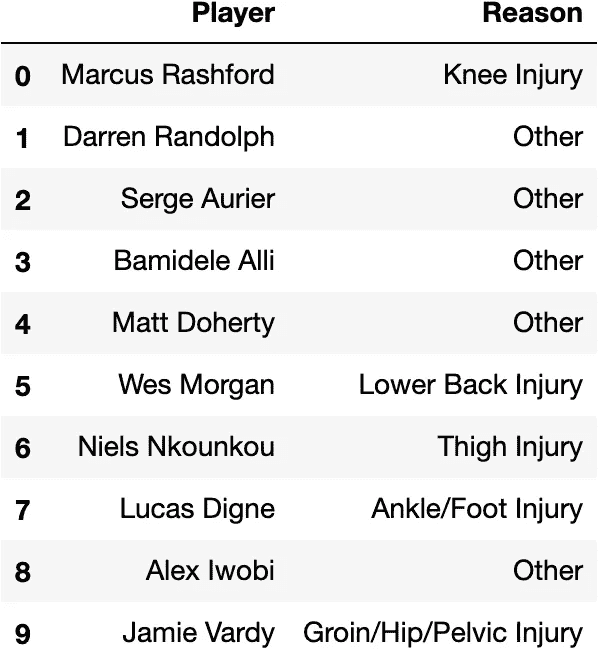 Player Reason
0 Marcus Rashford Knee Injury
1 Darren Randolph Other
2 Serge Aurier Other
3 Bamidele Alli Other
4 Matt Doherty Other
5 Wes Morgan Lower Back Injury
6 Niels Nkounkou Thigh Injury
7 Lucas Digne Ankle/Foot Injury
8 Alex Iwobi Other
9 Jamie Vardy Groin/Hip/Pelvic Injury